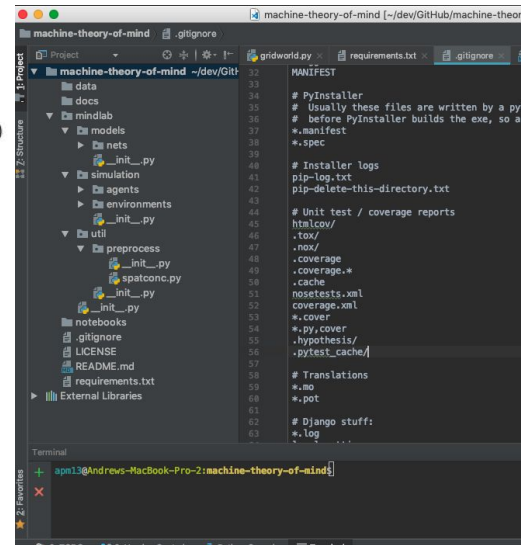 machine-theory-of-mind [~/dev/GitHub/machine-theor
machine-theory-of-mind
.gitignore
1: Project
2: Structure
Project
machine-theory-of-mind ~/dev/GitH
data
docs
mindlab
models
nets
__init__.py
simulation
agents
environments
__init__.py
util
preprocess
__init__.py
spatconc.py
__init__.py
__init__.py
notebooks
.gitignore
LICENSE
README.md
requirements.txt
External Libraries
gridworld.py
requirements.txt
.gitignore
32 MANIFEST
33
34 # PyInstaller
35 #  Usually these files are written by a py
36 #  before PyInstaller builds the exe, so a
37 *.manifest
38 *.spec
39
40 # Installer logs
41 pip-log.txt
42 pip-delete-this-directory.txt
43
44 # Unit test / coverage reports
45 htmlcov/
46 .tox/
47 .nox/
48 .coverage
49 .coverage.*
50 .cache
51 nosetests.xml
52 coverage.xml
53 *.cover
54 *.py,cover
55 .hypothesis/
56 .pytest_cache/
57
58 # Translations
59 *.mo
60 *.pot
61
62 # Django stuff:
63 *.log
Terminal
apm13@Andrews-MacBook-Pro-2:machine-theory-of-mind$
2: Favorites